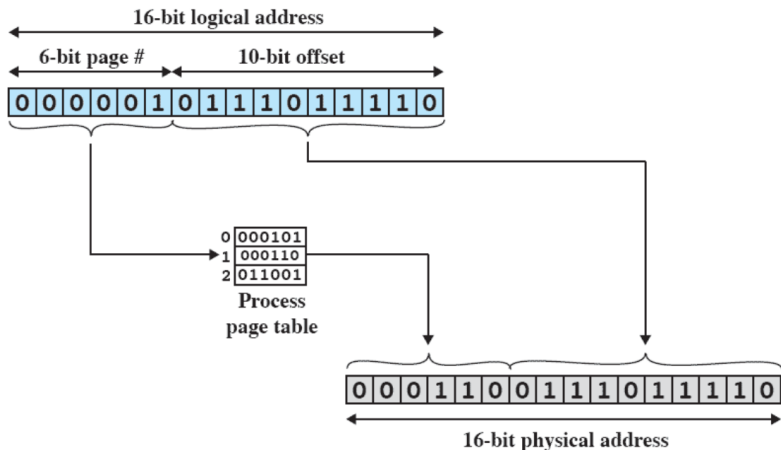 16-bit logical address
6-bit page # 10-bit offset
0 0 0 0 0 1 0 1 1 1 0 1 1 1 1 0
0 000101
1 000110
2 011001
Process
page table
0 0 0 1 1 0 0 1 1 1 0 1 1 1 1 0
16-bit physical address